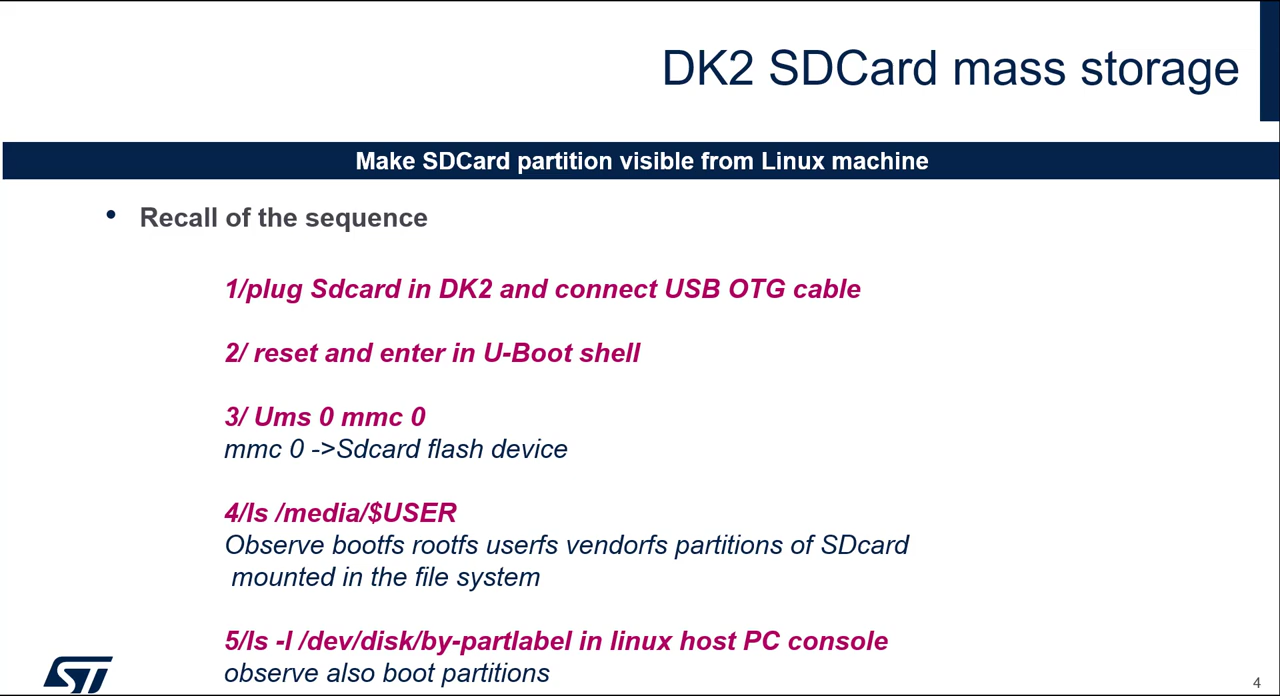 DK2 SDCard mass storage
Make SDCard partition visible from Linux machine
• Recall of the sequence
1/plug Sdcard in DK2 and connect USB OTG cable
2/ reset and enter in U-Boot shell
3/ Ums 0 mmc 0
mmc 0 ->Sdcard flash device
4/ls /media/$USER
Observe bootfs rootfs userfs vendorfs partitions of SDcard
mounted in the file system
5/ls -l /dev/disk/by-partlabel in linux host PC console
observe also boot partitions
ST
4